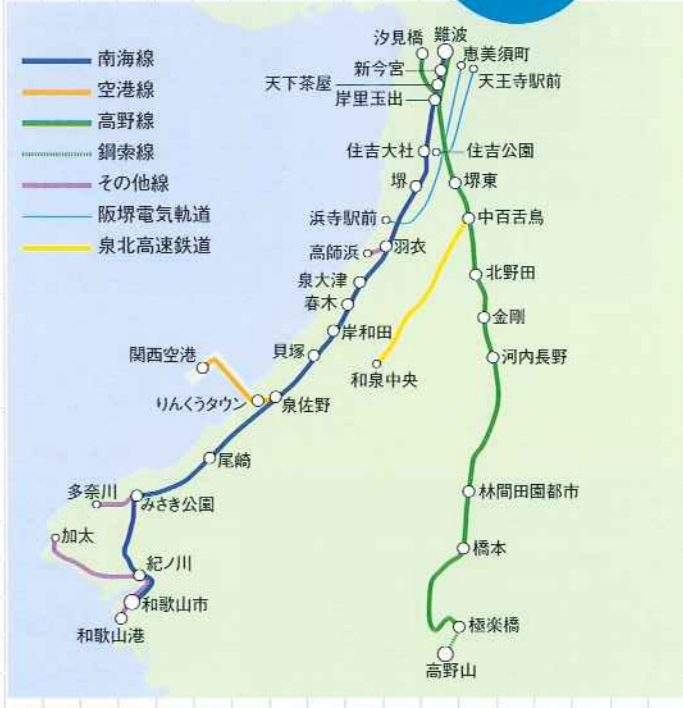 南海線
空港線
高野線
鋼索線
その他線
阪堺電気軌道
泉北高速鉄道
汐見橋
難波
恵美須町
新今宮
天王寺駅前
天下茶屋
岸里玉出
住吉大社
住吉公園
堺
堺東
浜寺駅前
中百舌鳥
高師浜
羽衣
泉大津
北野田
春木
金剛
岸和田
関西空港
貝塚
河内長野
和泉中央
りんくうタウン
泉佐野
尾崎
多奈川
みさき公園
林間田園都市
加太
橋本
紀ノ川
和歌山市
和歌山港
極楽橋
高野山